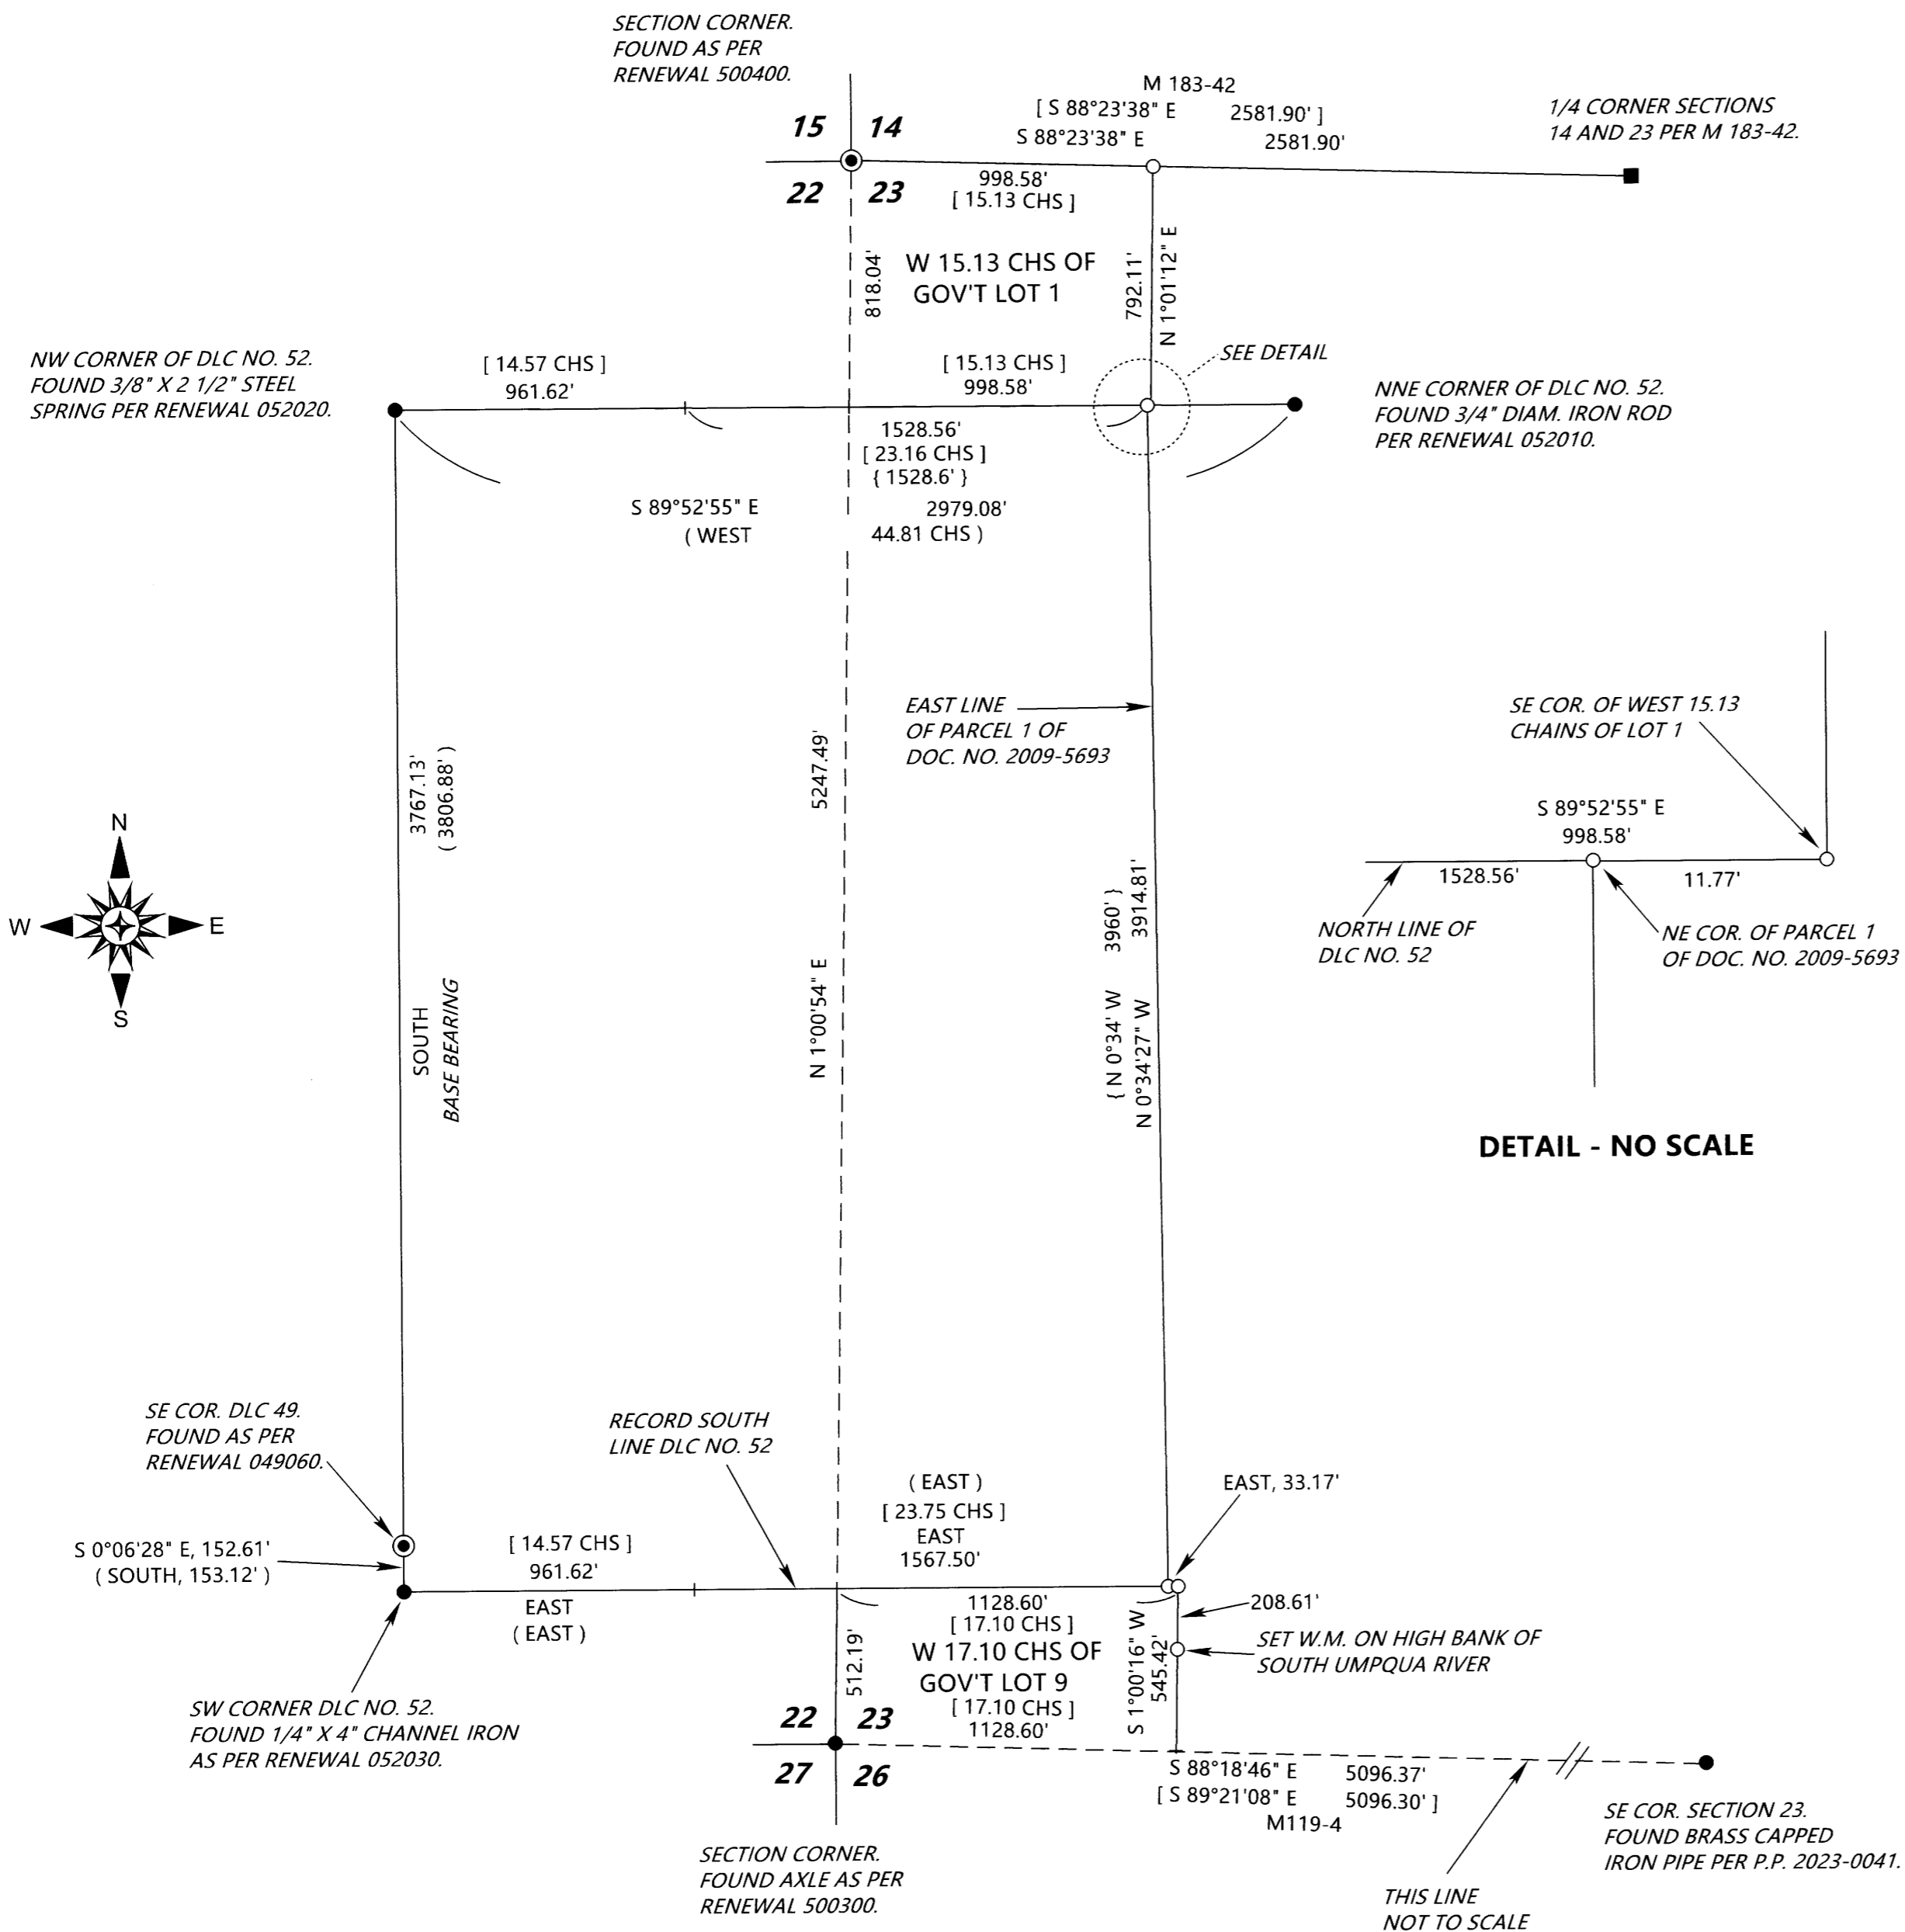 SECTION CORNER.
FOUND AS PER
RENEWAL 500400.
M 183-42
[ S 88°23'38" E 2581.90' ]
S 88°23'38" E 2581.90'
1/4 CORNER SECTIONS
14 AND 23 PER M 183-42.
15 14
22 23
998.58'
[ 15.13 CHS ]
818.04'
W 15.13 CHS OF
GOV'T LOT 1
792.11'
N 1°01'12" E
SEE DETAIL
NW CORNER OF DLC NO. 52.
FOUND 3/8" X 2 1/2" STEEL
SPRING PER RENEWAL 052020.
[ 14.57 CHS ]
961.62'
[ 15.13 CHS ]
998.58'
NNE CORNER OF DLC NO. 52.
FOUND 3/4" DIAM. IRON ROD
PER RENEWAL 052010.
1528.56'
[ 23.16 CHS ]
{ 1528.6' }
S 89°52'55" E 2979.08'
( WEST 44.81 CHS )
EAST LINE
OF PARCEL 1 OF
DOC. NO. 2009-5693
3767.13'
( 3806.88' )
SOUTH
BASE BEARING
5247.49'
N 1°00'54" E
{ N 0°34' W 3960' }
N 0°34'27" W 3914.81'
N
W E
S
SE COR. OF WEST 15.13
CHAINS OF LOT 1
S 89°52'55" E
998.58'
1528.56'
11.77'
NORTH LINE OF
DLC NO. 52
NE COR. OF PARCEL 1
OF DOC. NO. 2009-5693
DETAIL - NO SCALE
SE COR. DLC 49.
FOUND AS PER
RENEWAL 049060.
RECORD SOUTH
LINE DLC NO. 52
S 0°06'28" E, 152.61'
( SOUTH, 153.12' )
[ 14.57 CHS ]
961.62'
EAST
( EAST )
( EAST )
[ 23.75 CHS ]
EAST
1567.50'
EAST, 33.17'
1128.60'
[ 17.10 CHS ]
W 17.10 CHS OF
GOV'T LOT 9
[ 17.10 CHS ]
1128.60'
512.19'
S 1°00'16" W
545.42'
208.61'
SET W.M. ON HIGH BANK OF
SOUTH UMPQUA RIVER
SW CORNER DLC NO. 52.
FOUND 1/4" X 4" CHANNEL IRON
AS PER RENEWAL 052030.
22 23
27 26
S 88°18'46" E 5096.37'
[ S 89°21'08" E 5096.30' ]
M119-4
SECTION CORNER.
FOUND AXLE AS PER
RENEWAL 500300.
THIS LINE
NOT TO SCALE
SE COR. SECTION 23.
FOUND BRASS CAPPED
IRON PIPE PER P.P. 2023-0041.